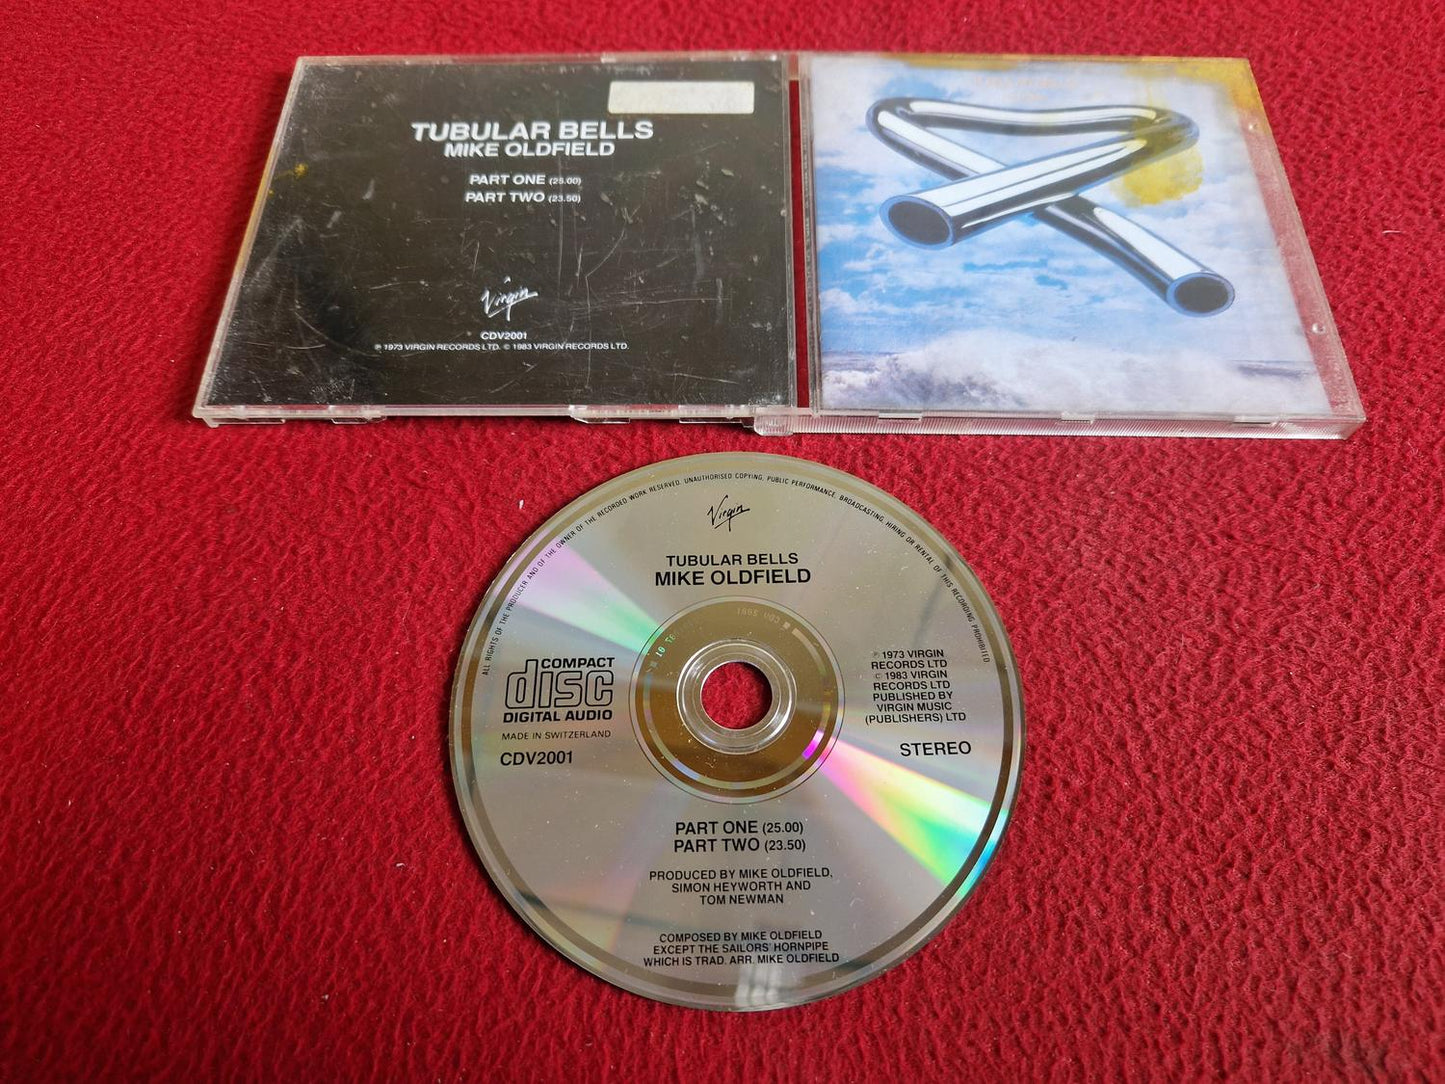 TUBULAR BELLS
MIKE OLDFIELD
PART ONE (25.00)
PART TWO (23.50)
Virgin
CDV2001
℗ 1973 VIRGIN RECORDS LTD. © 1983 VIRGIN RECORDS LTD.
ALL RIGHTS OF THE PRODUCER AND OF THE OWNER OF THE RECORDED WORK RESERVED. UNAUTHORISED COPYING, PUBLIC PERFORMANCE, BROADCASTING, HIRING OR RENTAL OF THIS RECORDING PROHIBITED
Virgin
TUBULAR BELLS
MIKE OLDFIELD
COMPACT
disc
DIGITAL AUDIO
MADE IN SWITZERLAND
CDV2001
℗ 1973 VIRGIN
RECORDS LTD
© 1983 VIRGIN
RECORDS LTD
PUBLISHED BY
VIRGIN MUSIC
(PUBLISHERS) LTD
STEREO
PART ONE (25.00)
PART TWO (23.50)
PRODUCED BY MIKE OLDFIELD,
SIMON HEYWORTH AND
TOM NEWMAN
COMPOSED BY MIKE OLDFIELD
EXCEPT THE SAILORS' HORNPIPE
WHICH IS TRAD. ARR. MIKE OLDFIELD